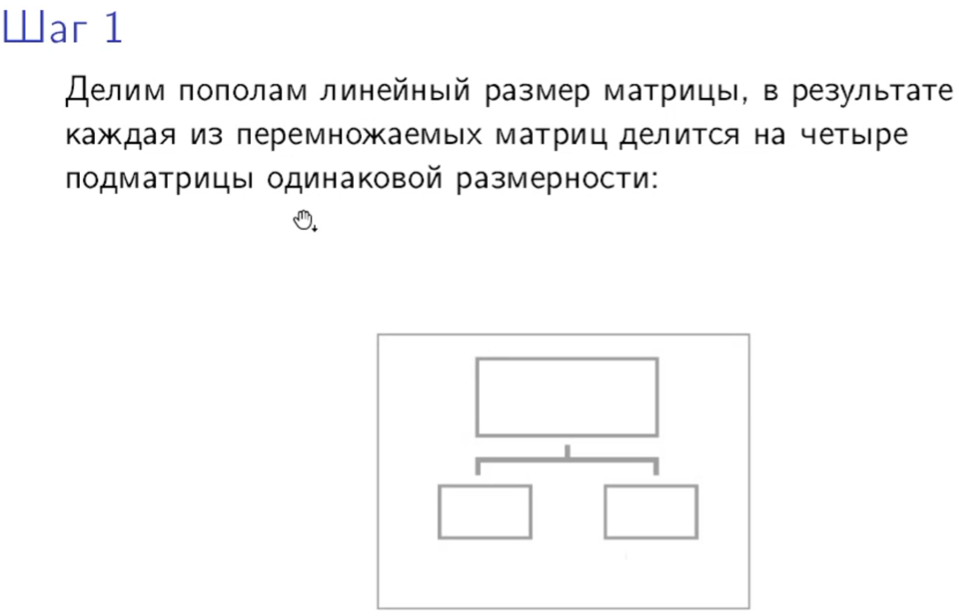 Шаг 1
Делим пополам линейный размер матрицы, в результате
каждая из перемножаемых матриц делится на четыре
подматрицы одинаковой размерности: